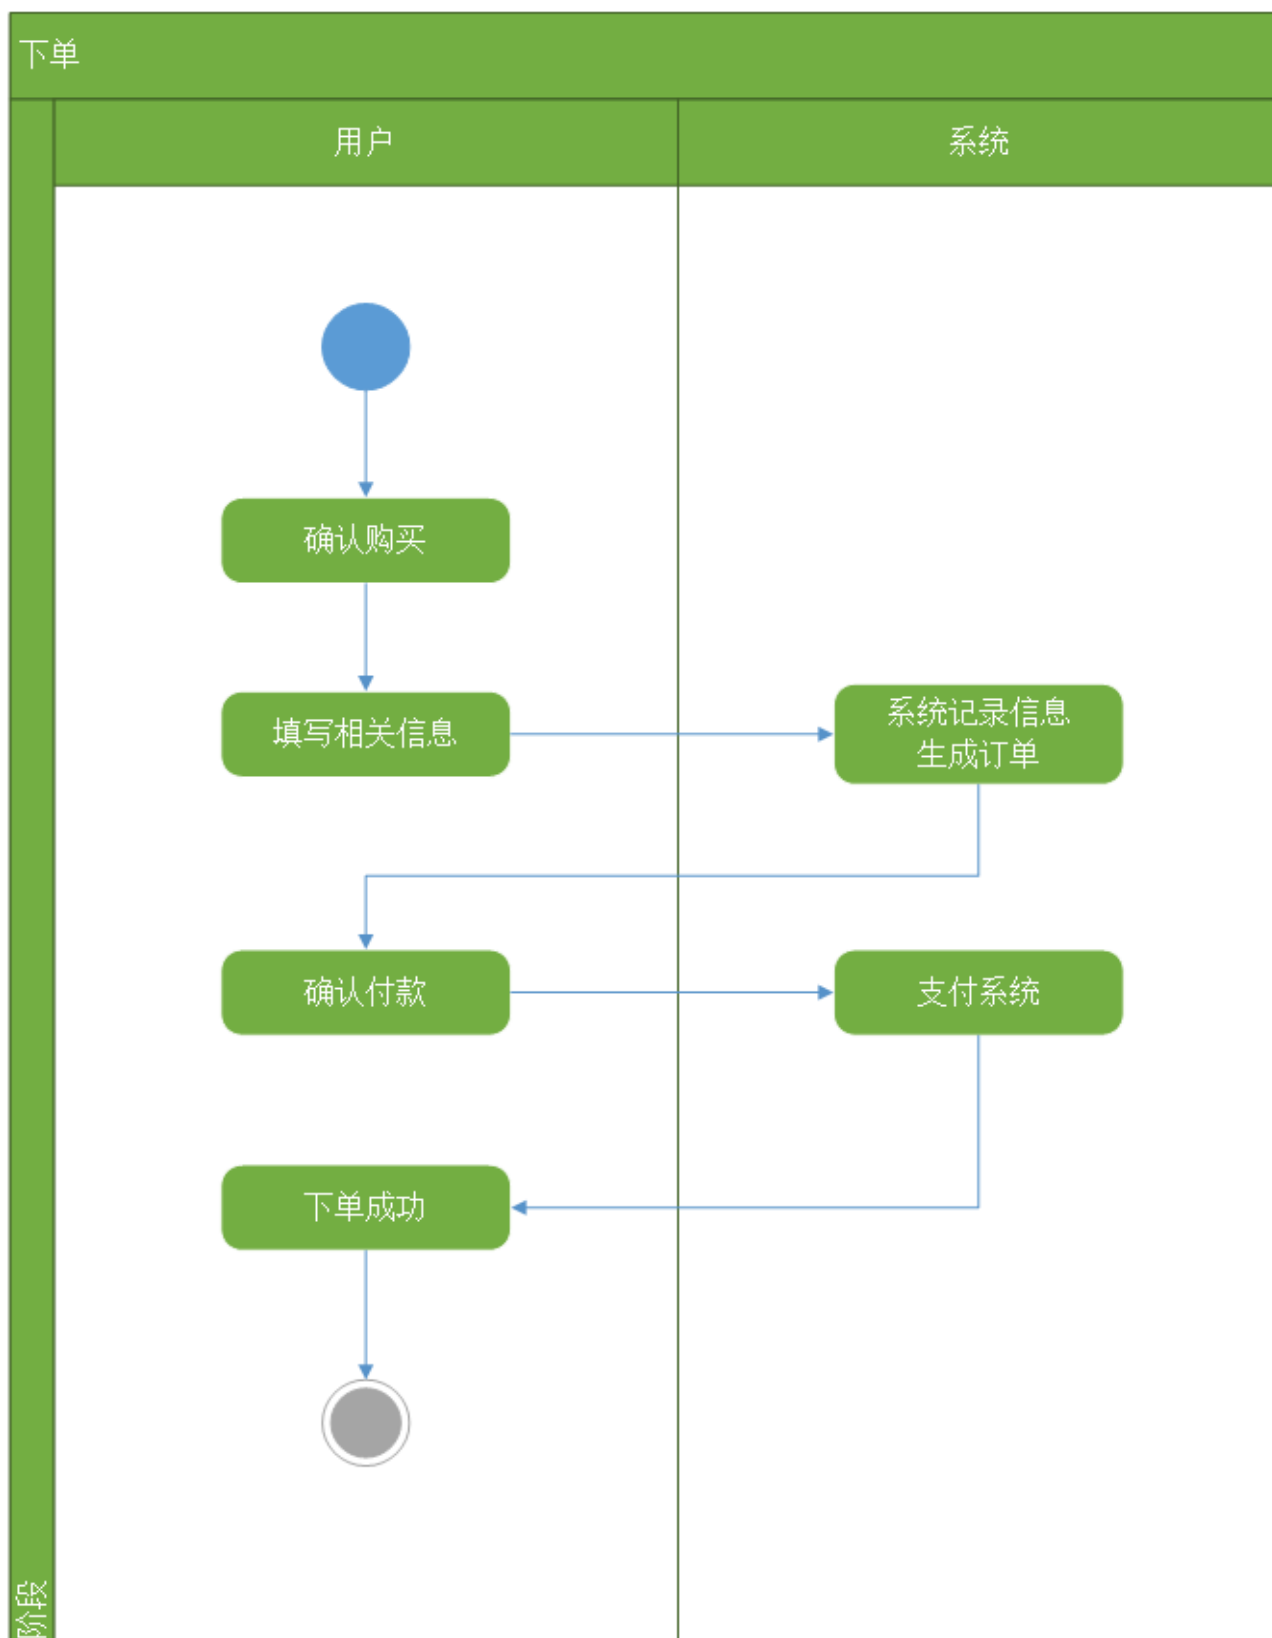 下单
用户
系统
确认购买
填写相关信息
系统记录信息
生成订单
确认付款
支付系统
下单成功
阶段